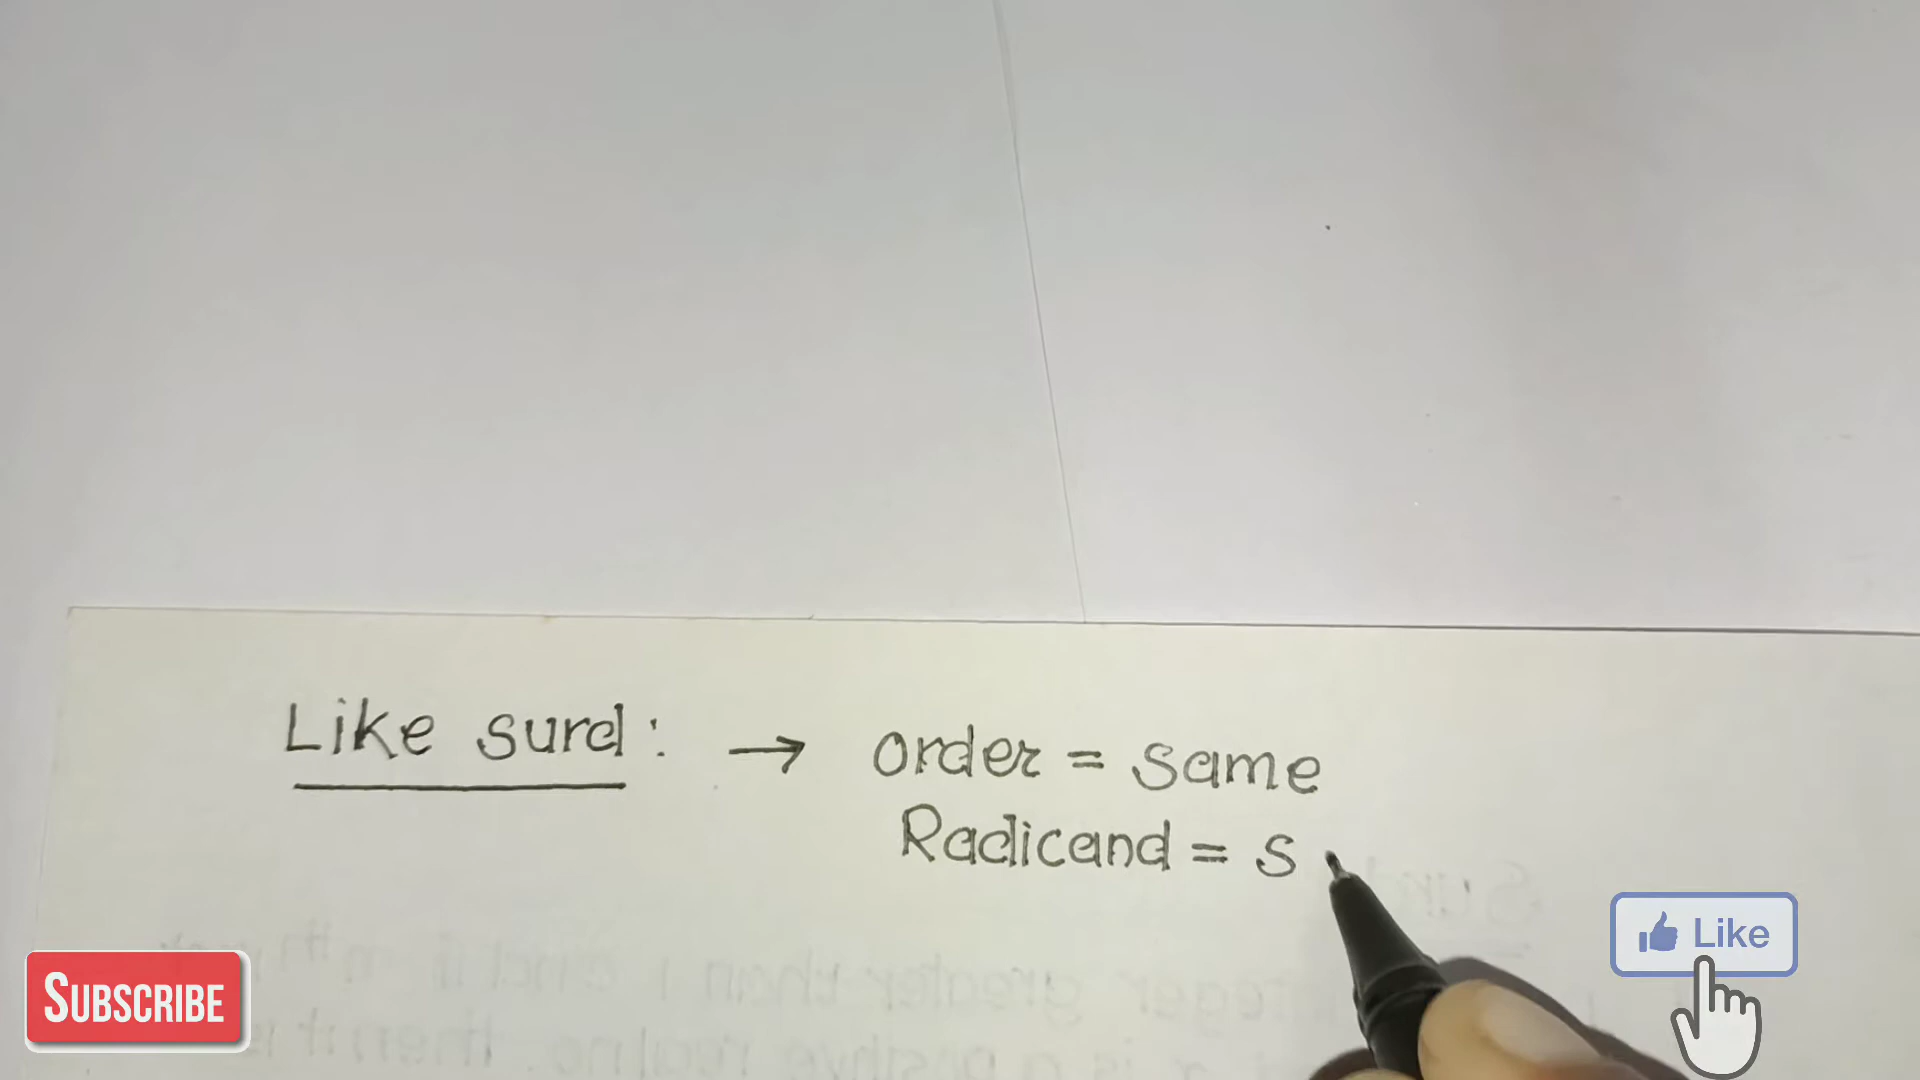 Like surd: → order = same
Radicand = s
SUBSCRIBE
Like